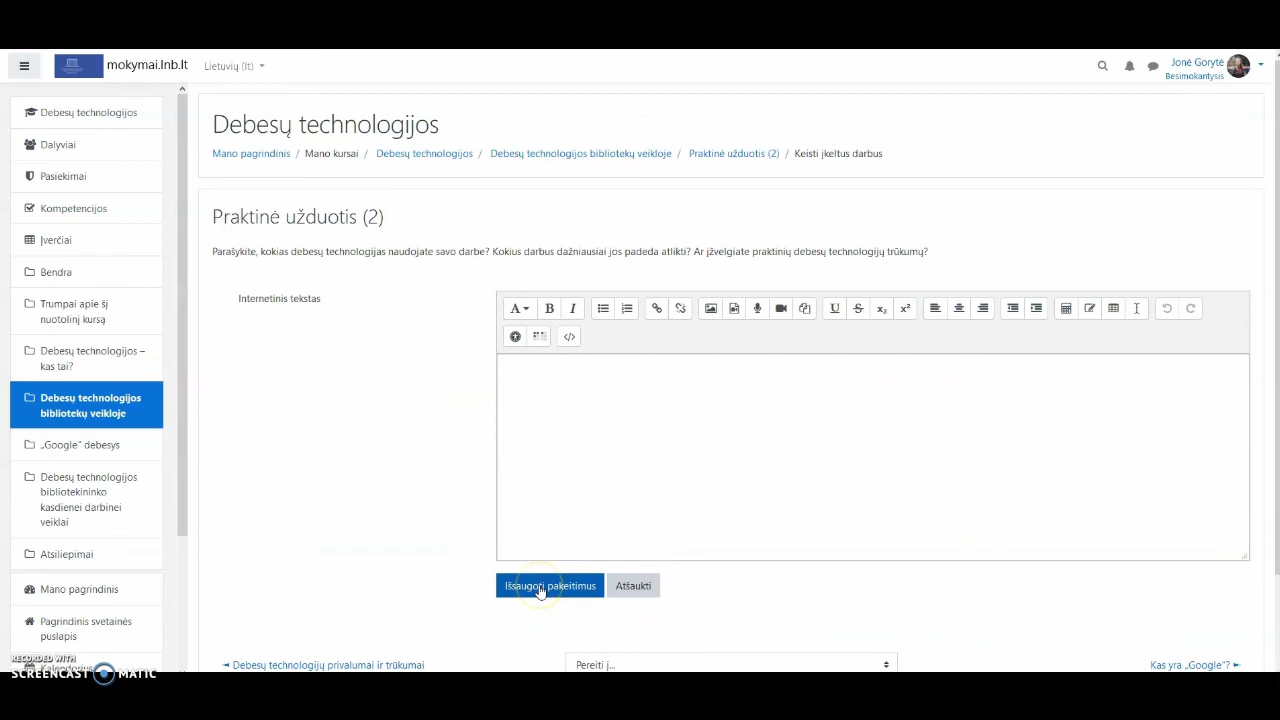 mokymai.lnb.lt
Lietuvių (lt)
Jonė Gorytė
Besimokantysis
Debesų technologijos
Dalyviai
Pasiekimai
Kompetencijos
Įverčiai
Bendra
Trumpai apie šį
nuotolinį kursą
Debesų technologijos –
kas tai?
Debesų technologijos
bibliotekų veikloje
„Google“ debesys
Debesų technologijos
bibliotekininko
kasdienei darbinei
veiklai
Atsiliepimai
Mano pagrindinis
Pagrindinis svetainės
puslapis
RECORDED WITH
SCREENCAST MATIC
Debesų technologijos
Mano pagrindinis / Mano kursai / Debesų technologijos / Debesų technologijos bibliotekų veikloje / Praktinė užduotis (2) / Keisti įkeltus darbus
Praktinė užduotis (2)
Parašykite, kokias debesų technologijas naudojate savo darbe? Kokius darbus dažniausiai jos padeda atlikti? Ar įžvelgiate praktinių debesų technologijų trūkumų?
Internetinis tekstas
Išsaugoti pakeitimus
Atšaukti
◄ Debesų technologijų privalumai ir trūkumai
Pereiti į...
Kas yra „Google“? ►